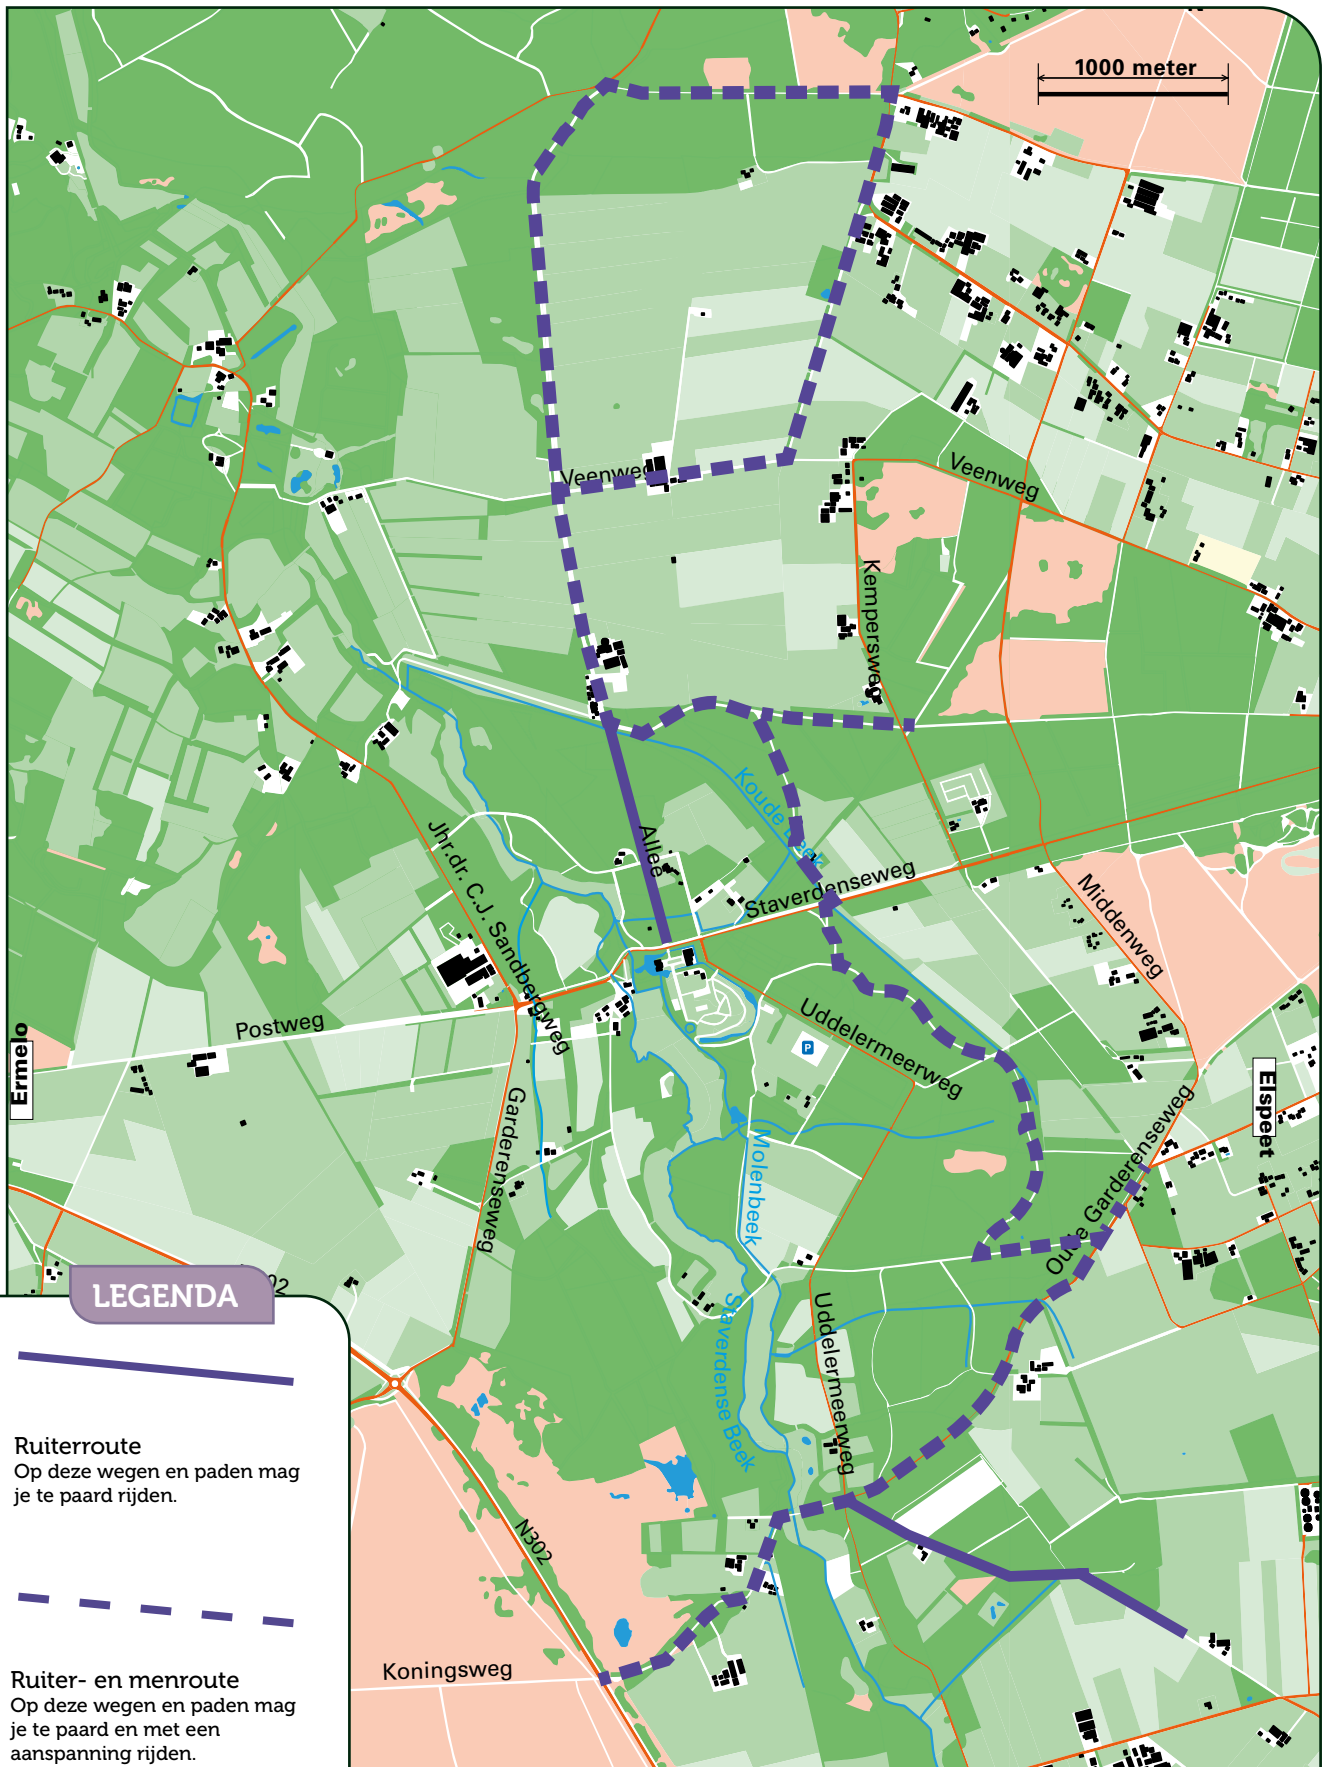 1000 meter
Veenweg
Veenweg
Kempersweg
Koude Beek
Allee
Staverdenseweg
Jhr.dr. C.J. Sandbergweg
Middenweg
Postweg
Uddelermeerweg
P
Ermelo
Elspeet
Garderenseweg
Molenbeek
Oude Garderenseweg
Staverdense Beek
Uddelermeerweg
N302
Koningsweg
LEGENDA
Ruiterroute
Op deze wegen en paden mag
je te paard rijden.
Ruiter- en menroute
Op deze wegen en paden mag
je te paard en met een
aanspanning rijden.